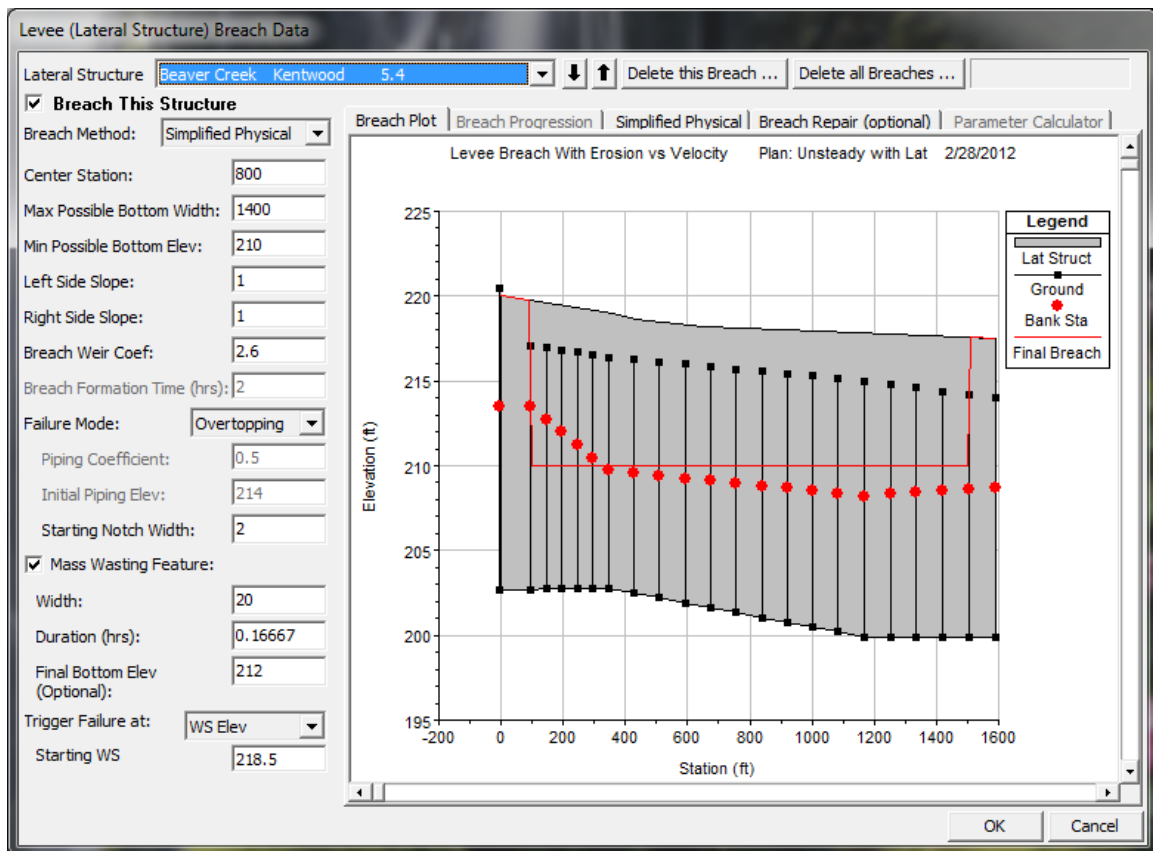 Levee (Lateral Structure) Breach Data
Lateral Structure Beaver Creek Kentwood 5.4 Delete this Breach ... Delete all Breaches ...
Breach This Structure
Breach Method: Simplified Physical
Center Station: 800
Max Possible Bottom Width: 1400
Min Possible Bottom Elev: 210
Left Side Slope: 1
Right Side Slope: 1
Breach Weir Coef: 2.6
Breach Formation Time (hrs): 2
Failure Mode: Overtopping
Piping Coefficient: 0.5
Initial Piping Elev: 214
Starting Notch Width: 2
Mass Wasting Feature:
Width: 20
Duration (hrs): 0.16667
Final Bottom Elev 212
(Optional):
Trigger Failure at: WS Elev
Starting WS 218.5
Breach Plot Breach Progression Simplified Physical Breach Repair (optional) Parameter Calculator
Levee Breach With Erosion vs Velocity Plan: Unsteady with Lat 2/28/2012
225
220
215
210
205
200
195
Elevation (ft)
-200 0 200 400 600 800 1000 1200 1400 1600
Station (ft)
Legend
Lat Struct
Ground
Bank Sta
Final Breach
OK Cancel